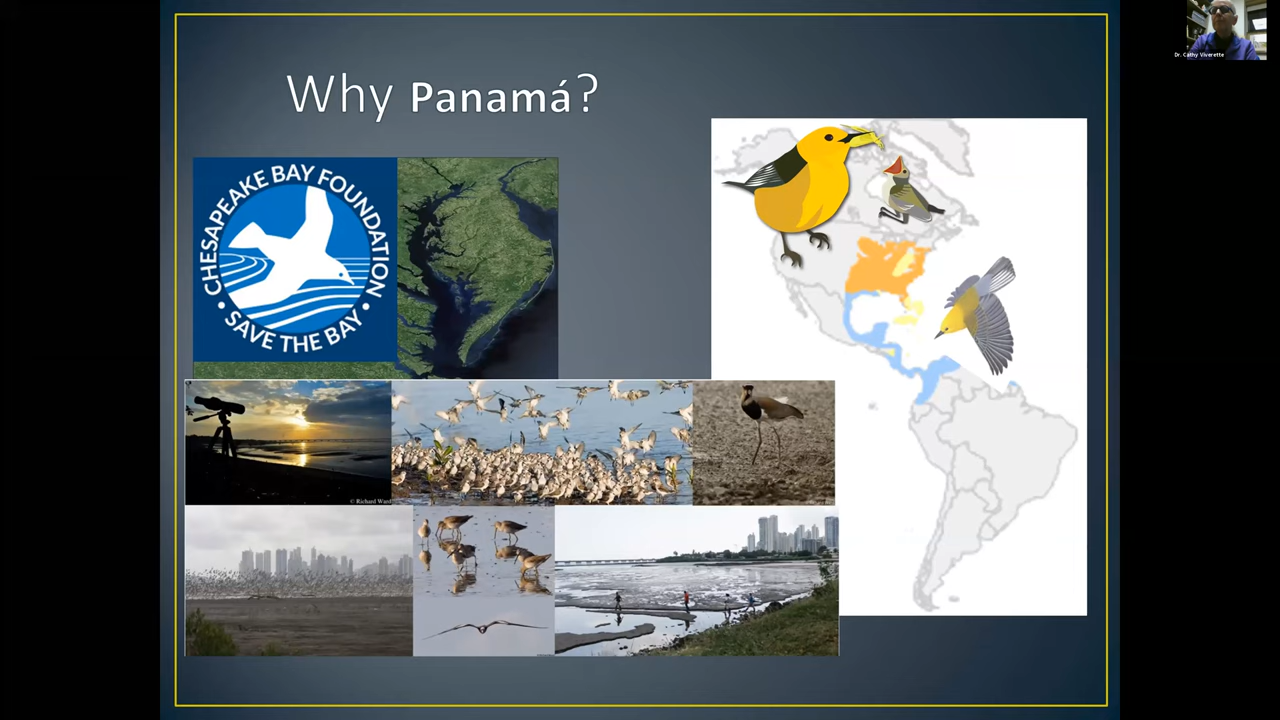 Why Panamá?
CHESAPEAKE BAY FOUNDATION
• SAVE THE BAY •
© Richard Ward
Dr. Cathy Viverette